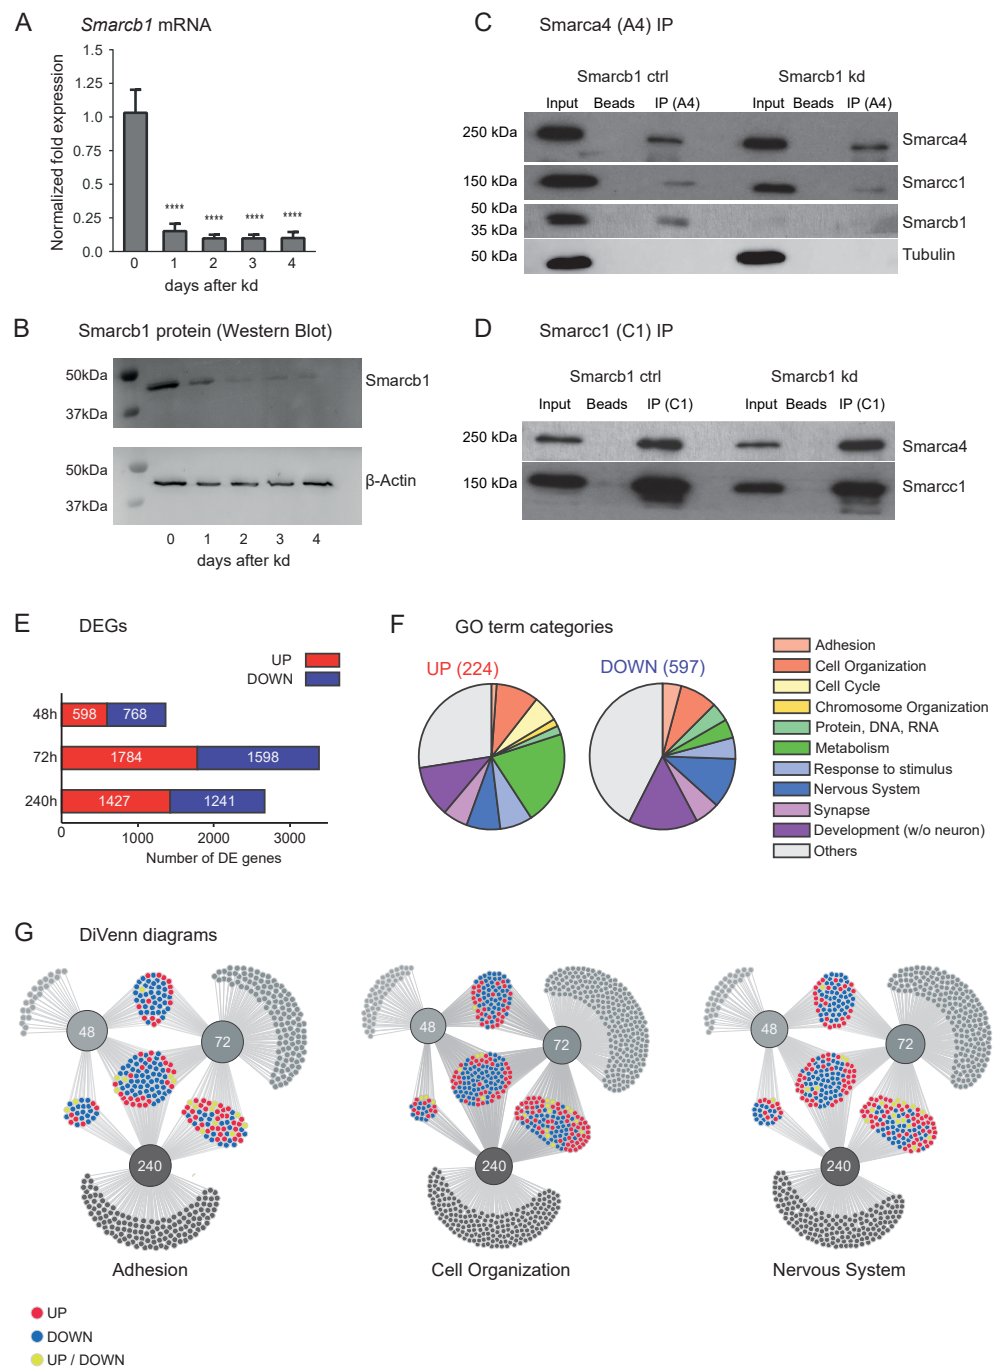 A Smarcb1 mRNA
Normalized fold expression
1.5
1.0
0.75
0.5
0.25
0.0
**** **** **** ****
0 1 2 3 4
days after kd
B Smarcb1 protein (Western Blot)
50kDa
37kDa
Smarcb1
50kDa
37kDa
β-Actin
0 1 2 3 4
days after kd
C Smarca4 (A4) IP
Smarcb1 ctrl Smarcb1 kd
Input Beads IP (A4) Input Beads IP (A4)
250 kDa Smarca4
150 kDa Smarcc1
50 kDa
35 kDa
Smarcb1
50 kDa Tubulin
D Smarcc1 (C1) IP
Smarcb1 ctrl Smarcb1 kd
Input Beads IP (C1) Input Beads IP (C1)
250 kDa Smarca4
150 kDa Smarcc1
E DEGs
UP
DOWN
48h 598 768
72h 1784 1598
240h 1427 1241
0 1000 2000 3000
Number of DE genes
F GO term categories
UP (224) DOWN (597)
Adhesion
Cell Organization
Cell Cycle
Chromosome Organization
Protein, DNA, RNA
Metabolism
Response to stimulus
Nervous System
Synapse
Development (w/o neuron)
Others
G DiVenn diagrams
48 72 240
Adhesion
48 72 240
Cell Organization
48 72 240
Nervous System
UP
DOWN
UP / DOWN